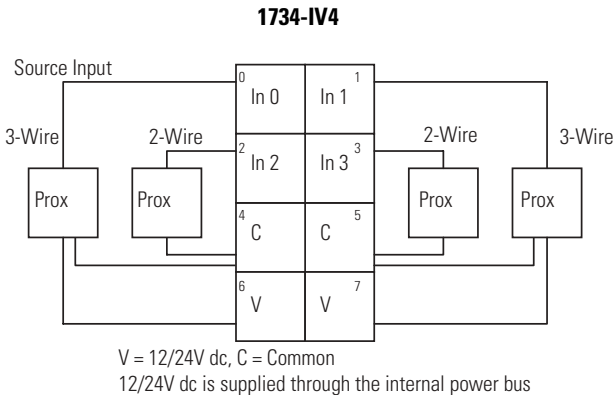 1734-IV4
Source Input
0 1
In 0 In 1
3-Wire 2-Wire 2-Wire 3-Wire
2 3
In 2 In 3
Prox Prox Prox Prox
4 5
C C
6 7
V V
V = 12/24V dc, C = Common
12/24V dc is supplied through the internal power bus